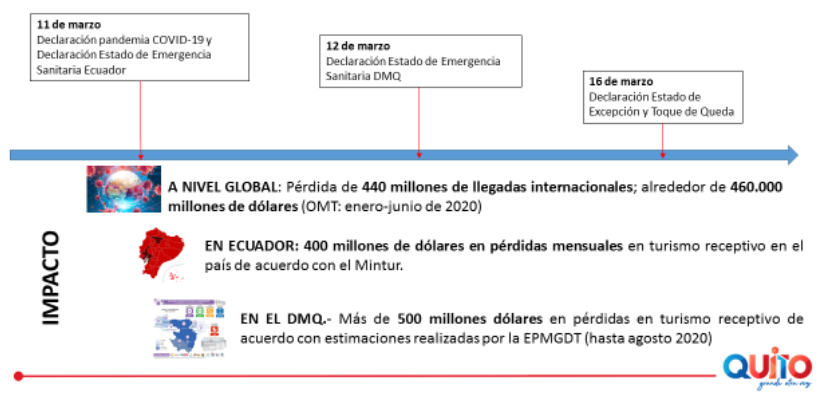 11 de marzo
Declaración pandemia COVID-19 y
Declaración Estado de Emergencia
Sanitaria Ecuador)
12 de marzo
Declaración Estado de Emergencia
Sanitaria DMQ
16 de marzo
Declaración Estado de
Excepción y Toque de Queda
A NIVEL GLOBAL: Pérdida de 440 millones de llegadas internacionales; alrededor de 460.000
millones de dólares (OMT: enero-junio de 2020)
IMPACTO
EN ECUADOR: 400 millones de dólares en pérdidas mensuales en turismo receptivo en el
país de acuerdo con el Mintur.
EN EL DMQ.- Más de 500 millones dólares en pérdidas en turismo receptivo de
acuerdo con estimaciones realizadas por la EPMGDT (hasta agosto 2020)
QUITO
grande otra vez